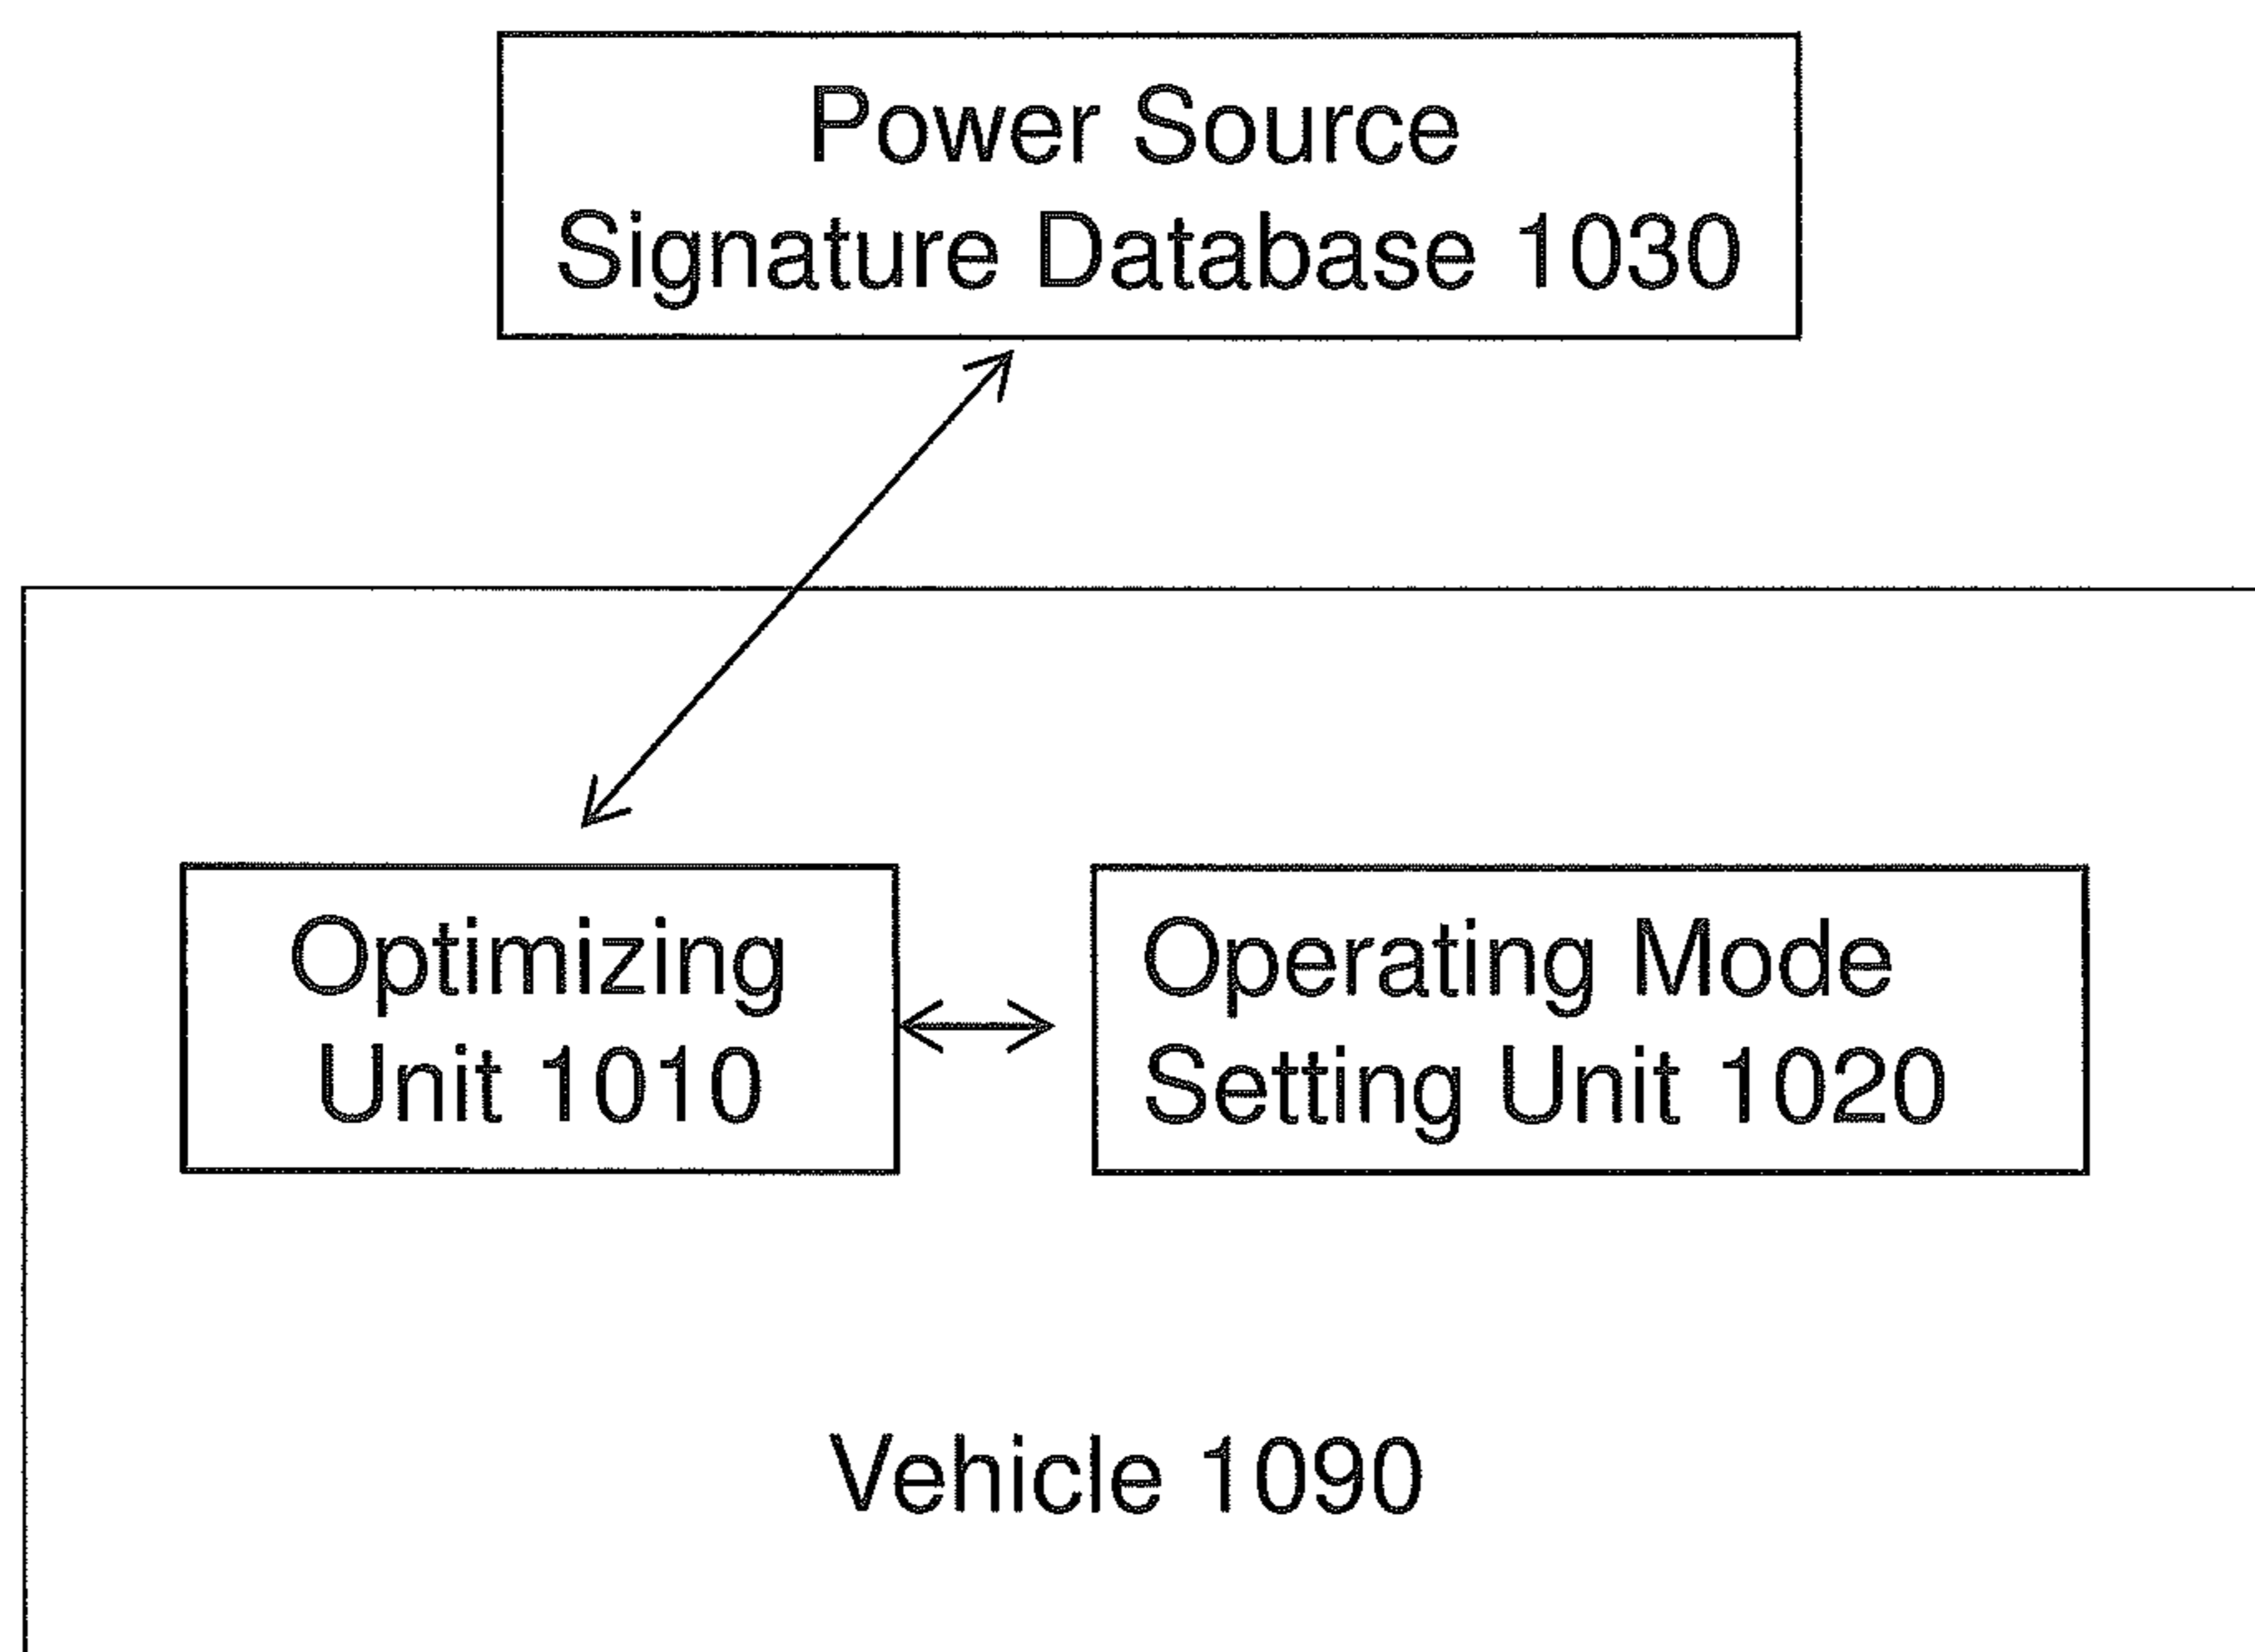 Power Source
Signature Database 1030
Optimizing
Unit 1010
Operating Mode
Setting Unit 1020
Vehicle 1090